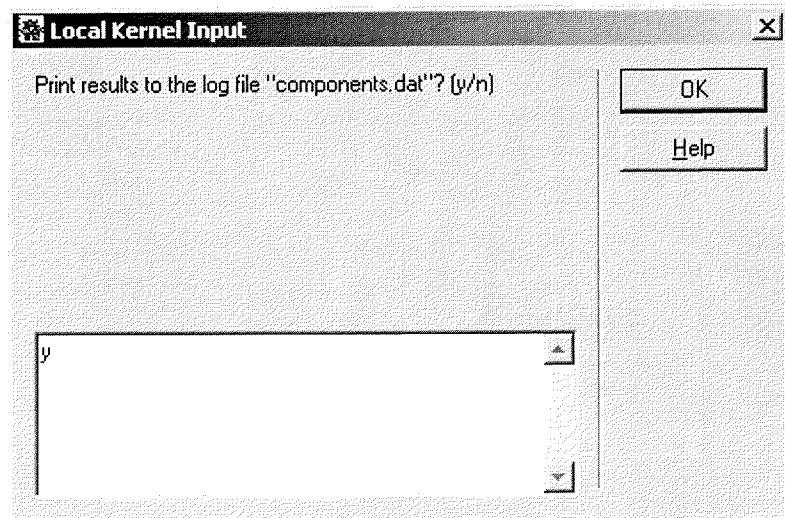 Local Kernel Input
Print results to the log file "components.dat"? (y/n)
OK
Help
y